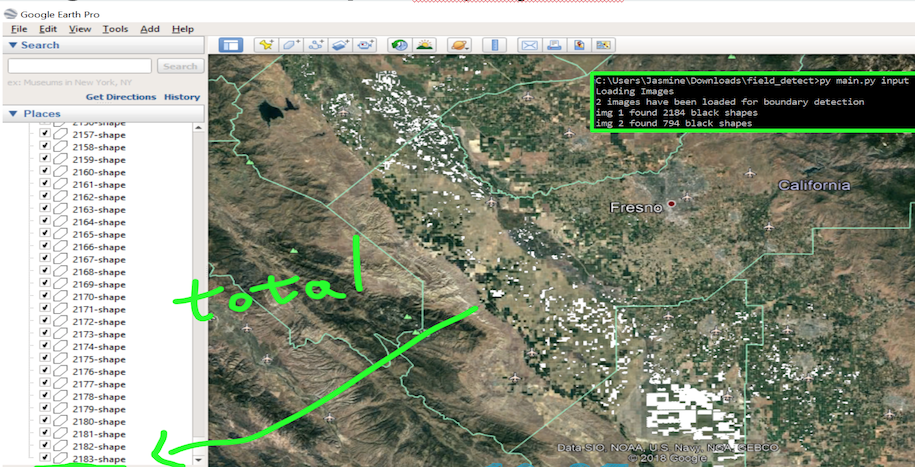 Google Earth Pro
File Edit View Tools Add Help
Search
Search
ex: Museums in New York, NY
Get Directions History
Places
2156-shape
2157-shape
2158-shape
2159-shape
2160-shape
2161-shape
2162-shape
2163-shape
2164-shape
2165-shape
2166-shape
2167-shape
2168-shape
2169-shape
2170-shape
2171-shape
2172-shape
2173-shape
2174-shape
2175-shape
2176-shape
2177-shape
2178-shape
2179-shape
2180-shape
2181-shape
2182-shape
2183-shape
total
C:\Users\Jasmine\Downloads\field_detect>py main.py input
Loading Images
2 images have been loaded for boundary detection
img 1 found 2184 black shapes
img 2 found 794 black shapes
California
Fresno
Data SIO, NOAA, U.S. Navy, NGA, GEBCO
© 2018 Google